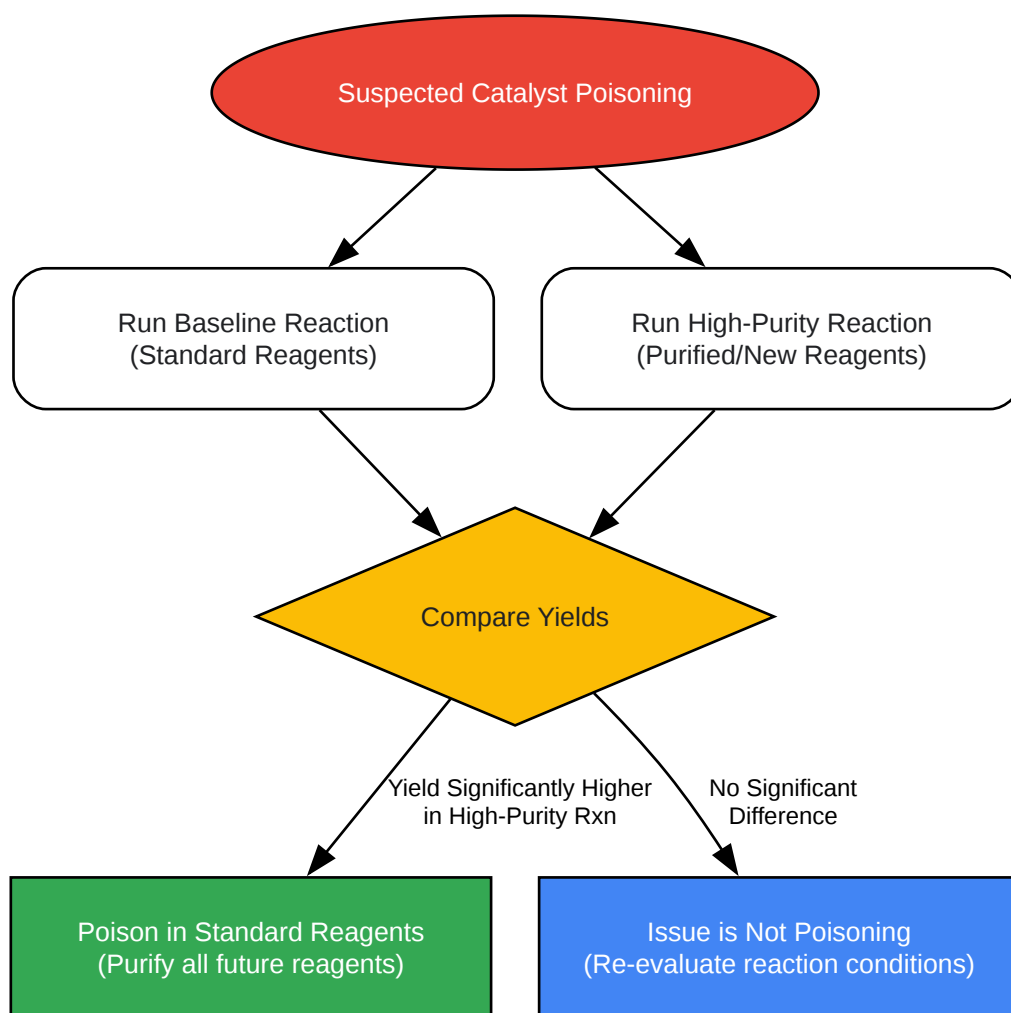 Suspected Catalyst Poisoning
Run Baseline Reaction
(Standard Reagents)
Run High-Purity Reaction
(Purified/New Reagents)
Compare Yields
Yield Significantly Higher
in High-Purity Rxn
No Significant
Difference
Poison in Standard Reagents
(Purify all future reagents)
Issue is Not Poisoning
(Re-evaluate reaction conditions)